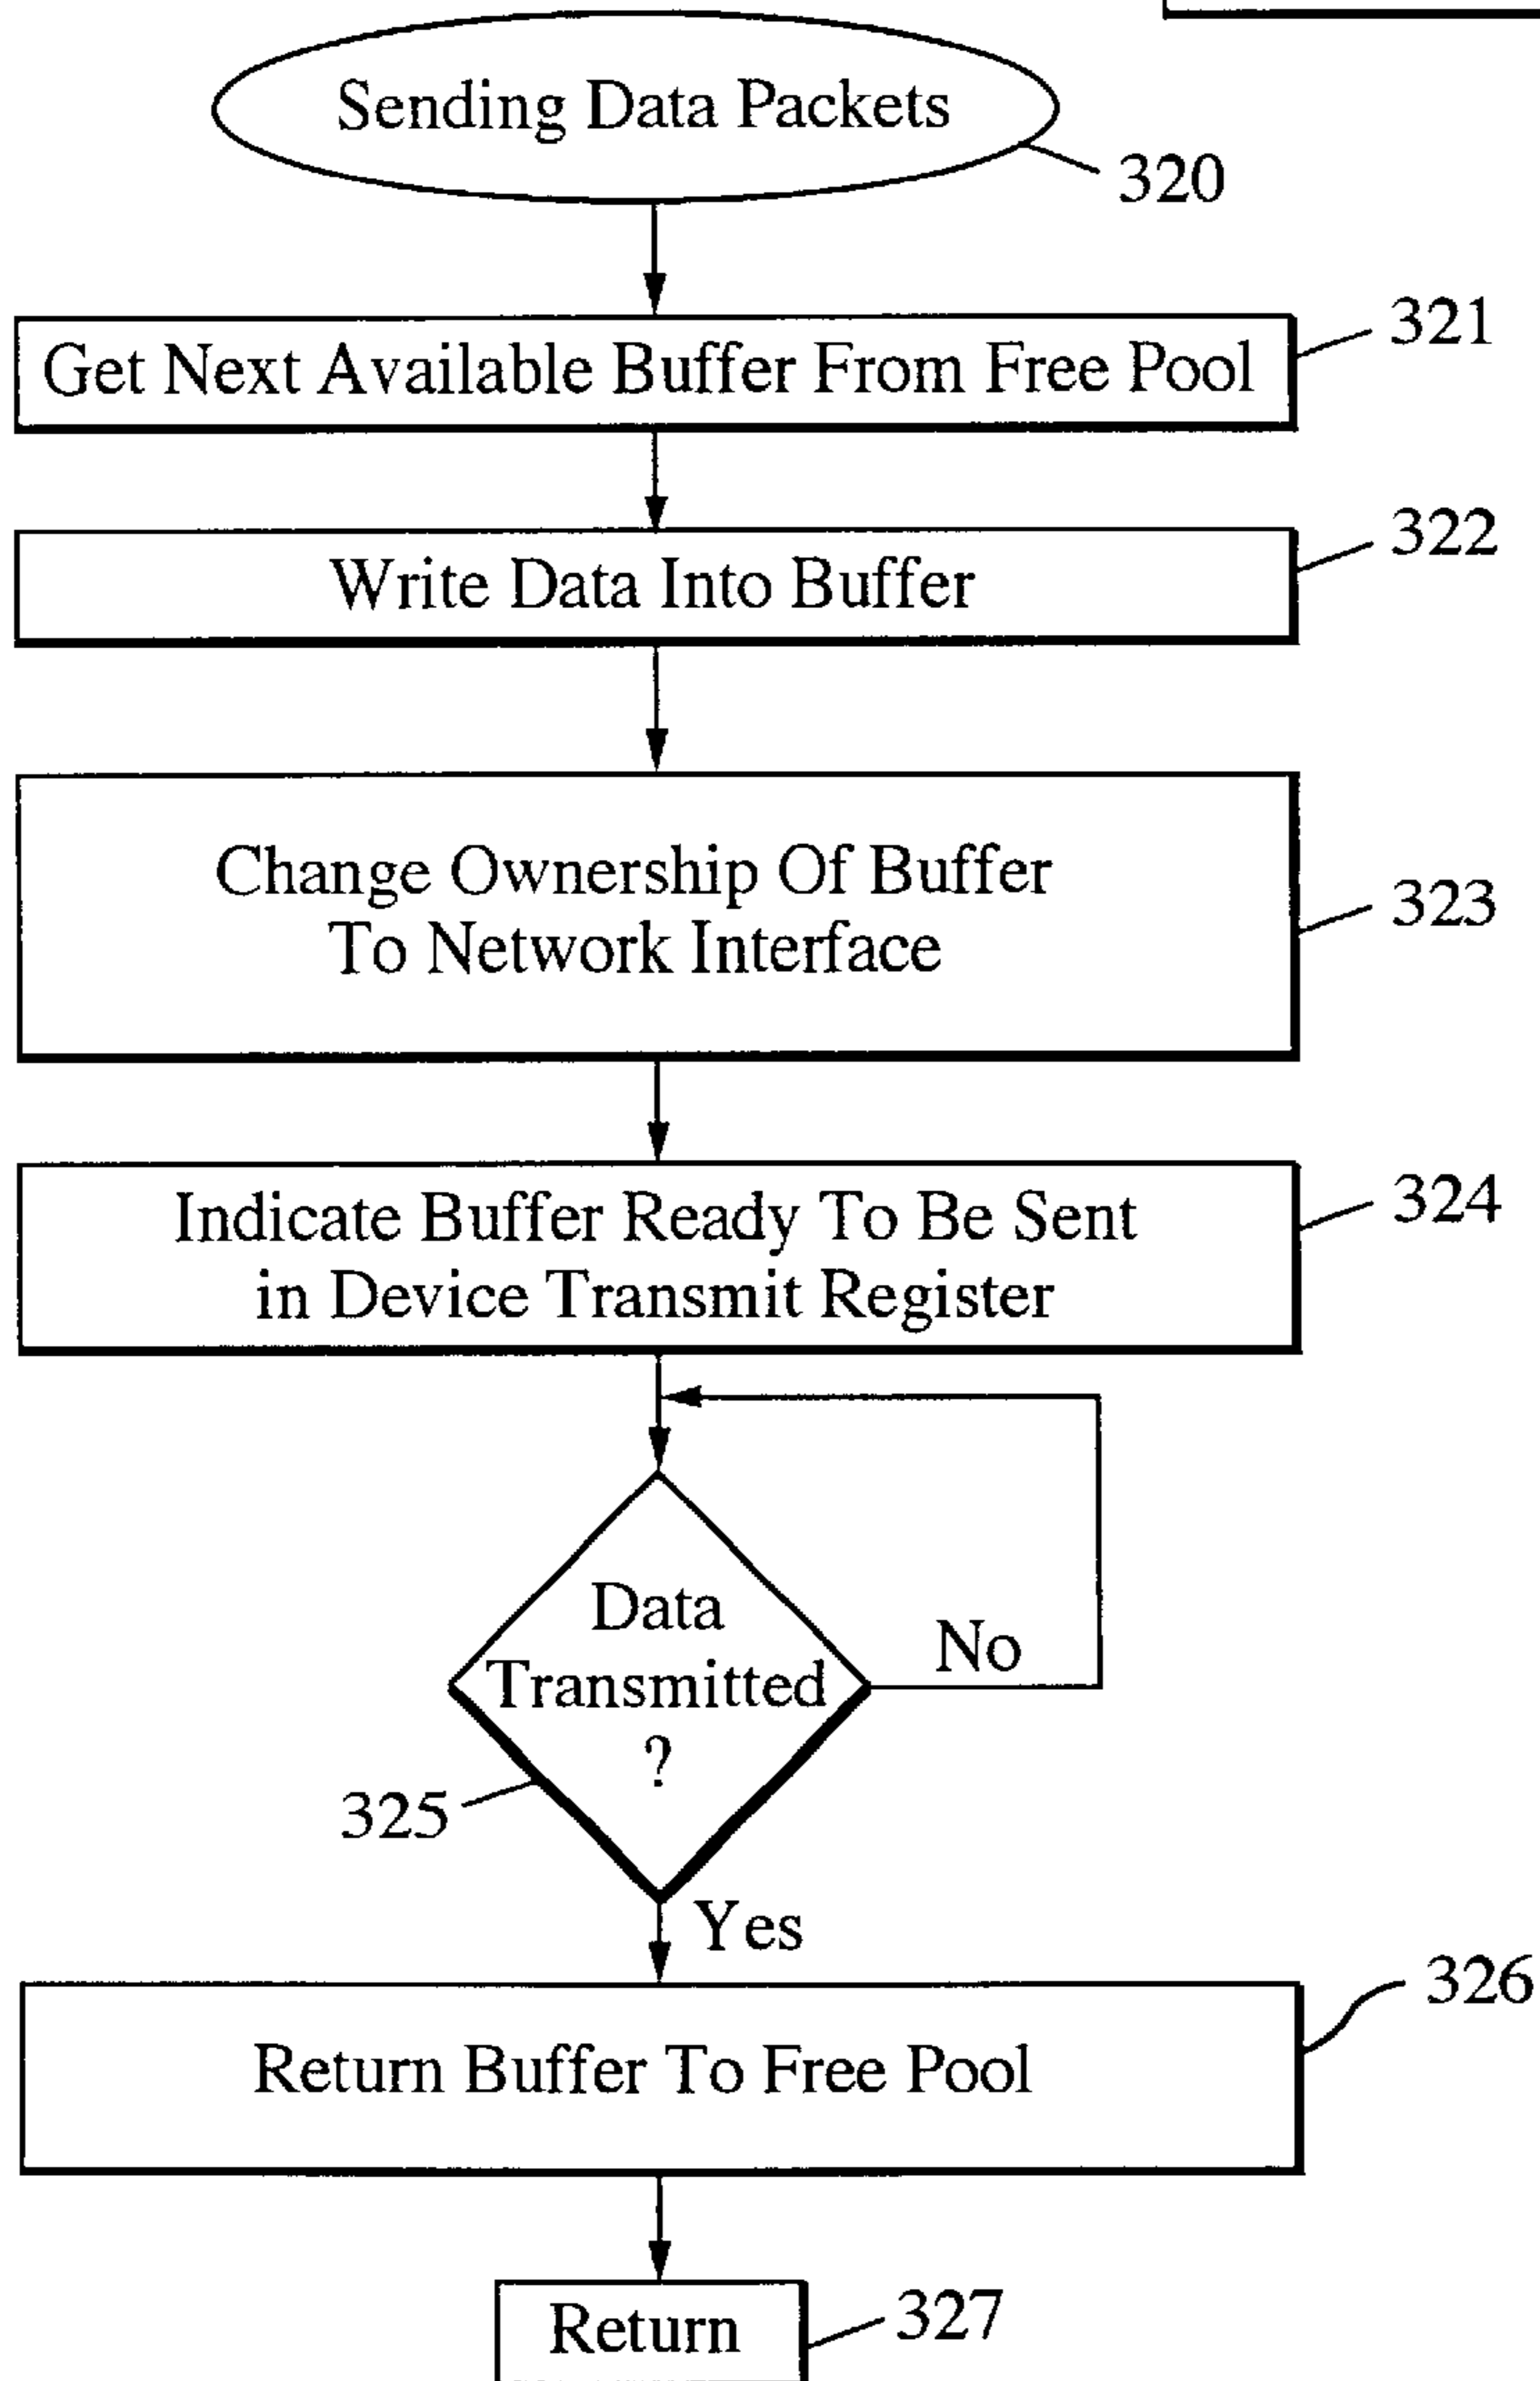 Sending Data Packets
320
321
Get Next Available Buffer From Free Pool
322
Write Data Into Buffer
323
Change Ownership Of Buffer
To Network Interface
324
Indicate Buffer Ready To Be Sent
in Device Transmit Register
Data
Transmitted
?
No
325
Yes
326
Return Buffer To Free Pool
Return
327